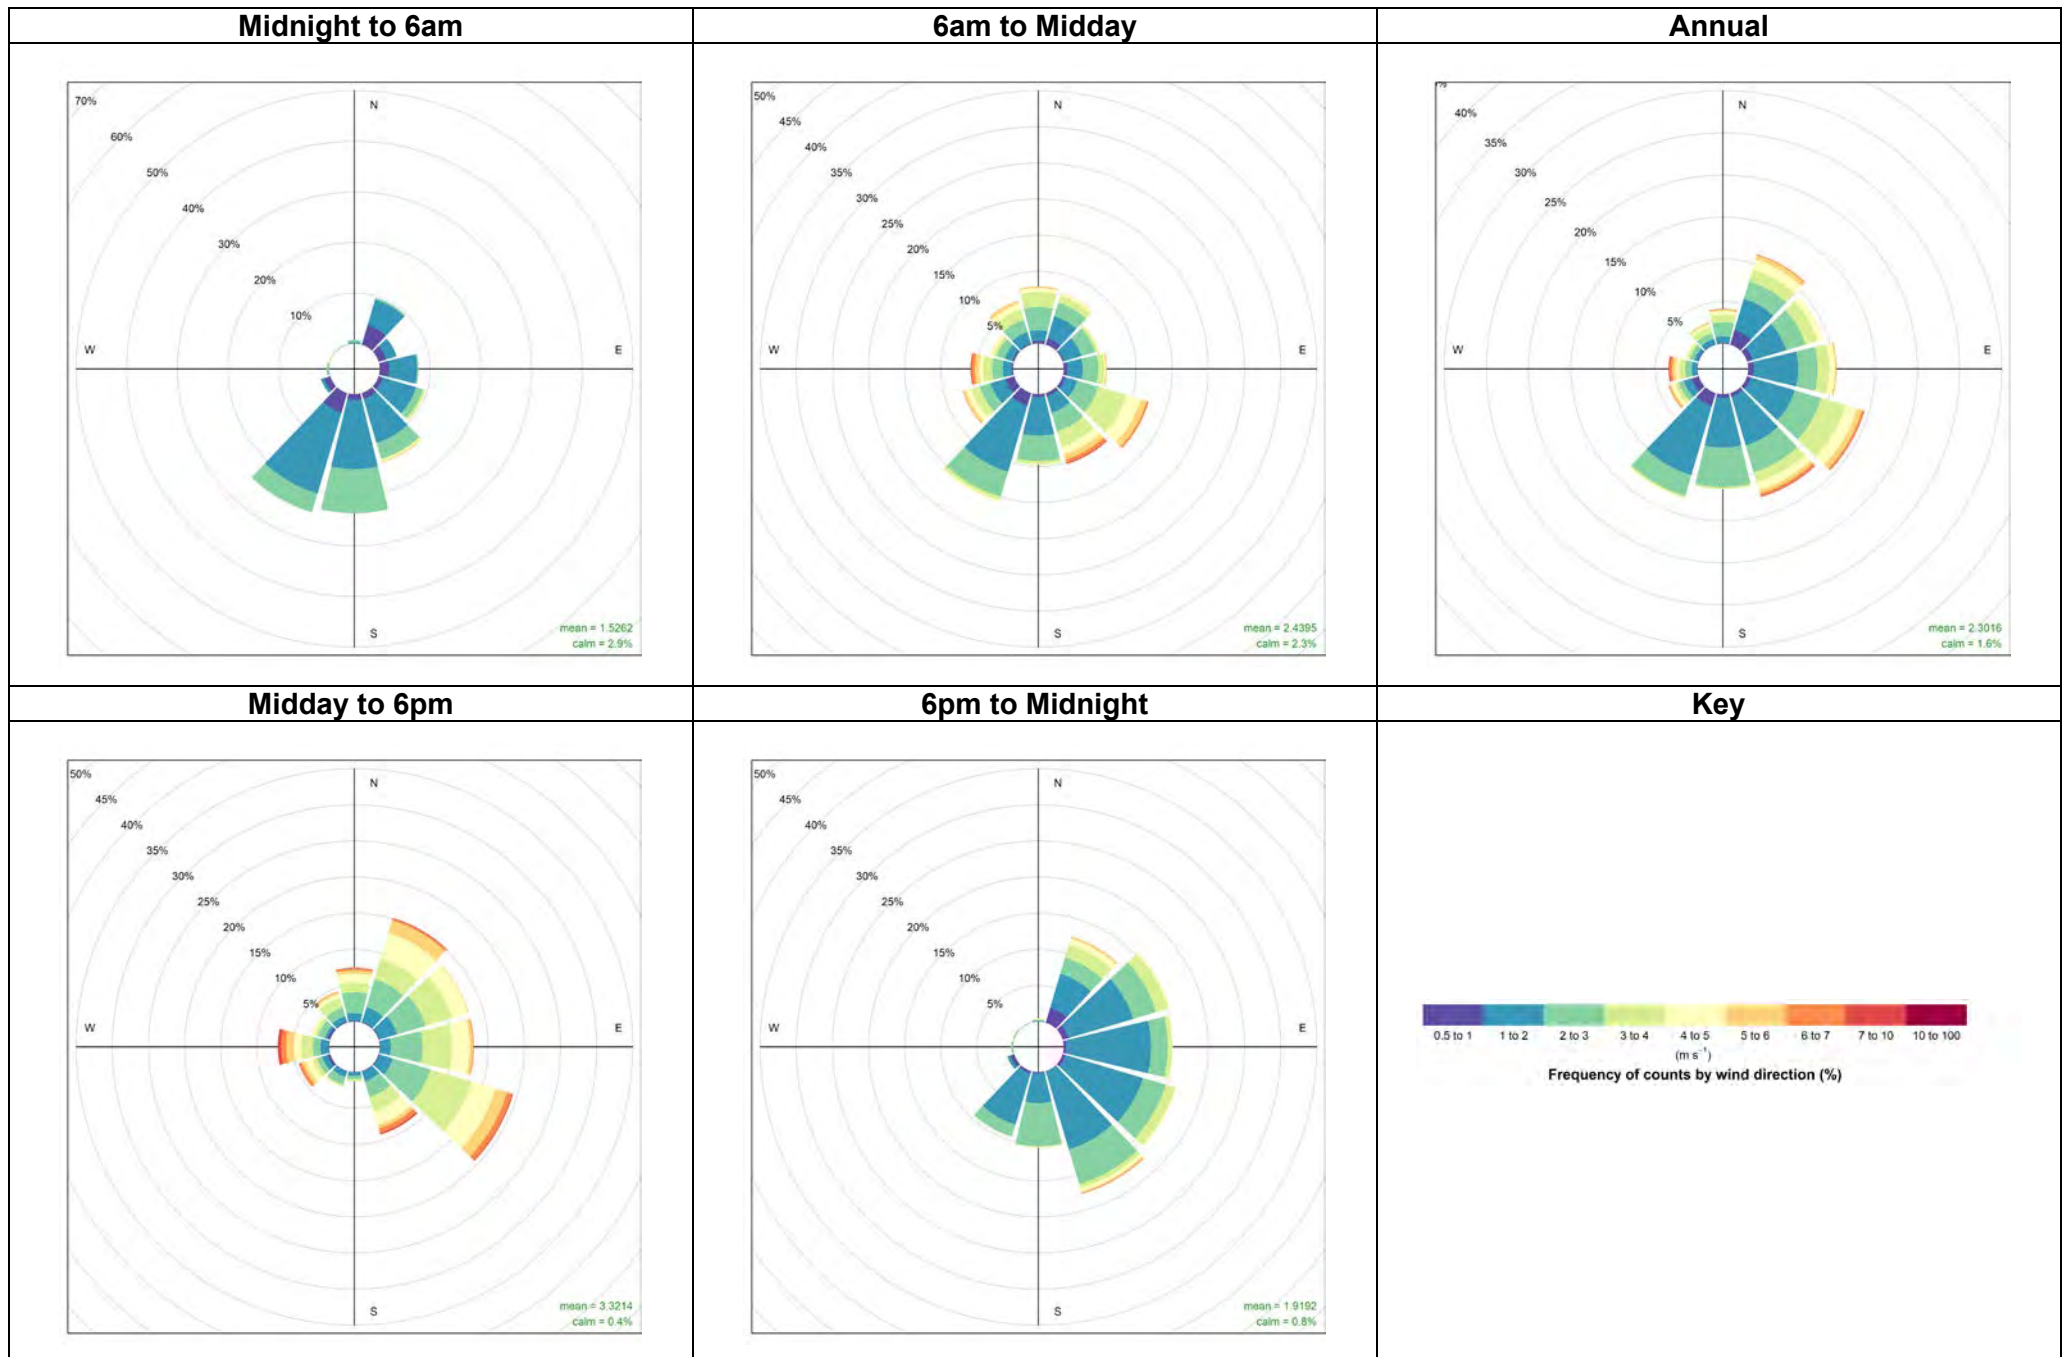 Midnight to 6am
6am to Midday
Annual
70%
60%
50%
40%
30%
20%
10%
N
W
E
S
mean = 1.5262
calm = 2.9%
50%
45%
40%
35%
30%
25%
20%
15%
10%
5%
N
W
E
S
mean = 2.4395
calm = 2.3%
40%
35%
30%
25%
20%
15%
10%
5%
N
W
E
S
mean = 2.3016
calm = 1.6%
Midday to 6pm
6pm to Midnight
Key
50%
45%
40%
35%
30%
25%
20%
15%
10%
5%
N
W
E
S
mean = 3.3214
calm = 0.4%
50%
45%
40%
35%
30%
25%
20%
15%
10%
5%
N
W
E
S
mean = 1.9192
calm = 0.8%
0.5 to 1 1 to 2 2 to 3 3 to 4 4 to 5 5 to 6 6 to 7 7 to 10 10 to 100
(m s⁻¹)
Frequency of counts by wind direction (%)